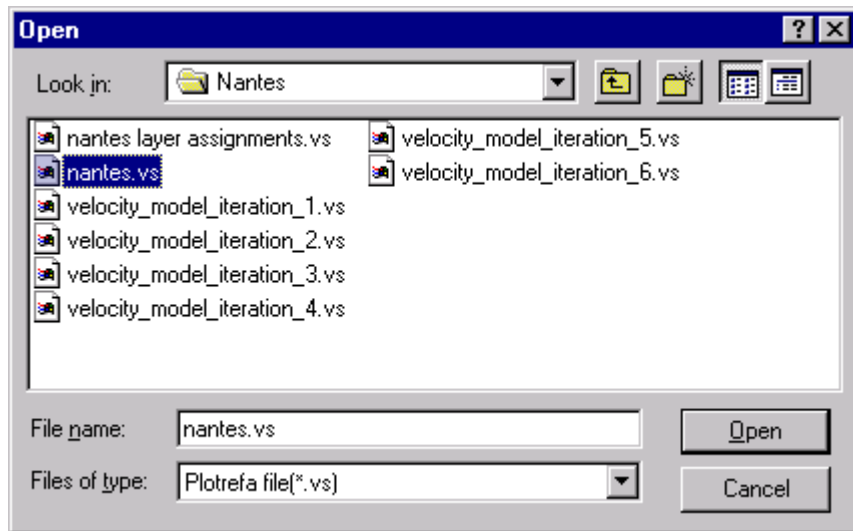 Open
Look in: Nantes
nantes layer assignments.vs
nantes.vs
velocity_model_iteration_1.vs
velocity_model_iteration_2.vs
velocity_model_iteration_3.vs
velocity_model_iteration_4.vs
velocity_model_iteration_5.vs
velocity_model_iteration_6.vs
File name: nantes.vs Open
Files of type: Plotrefa file(*.vs) Cancel